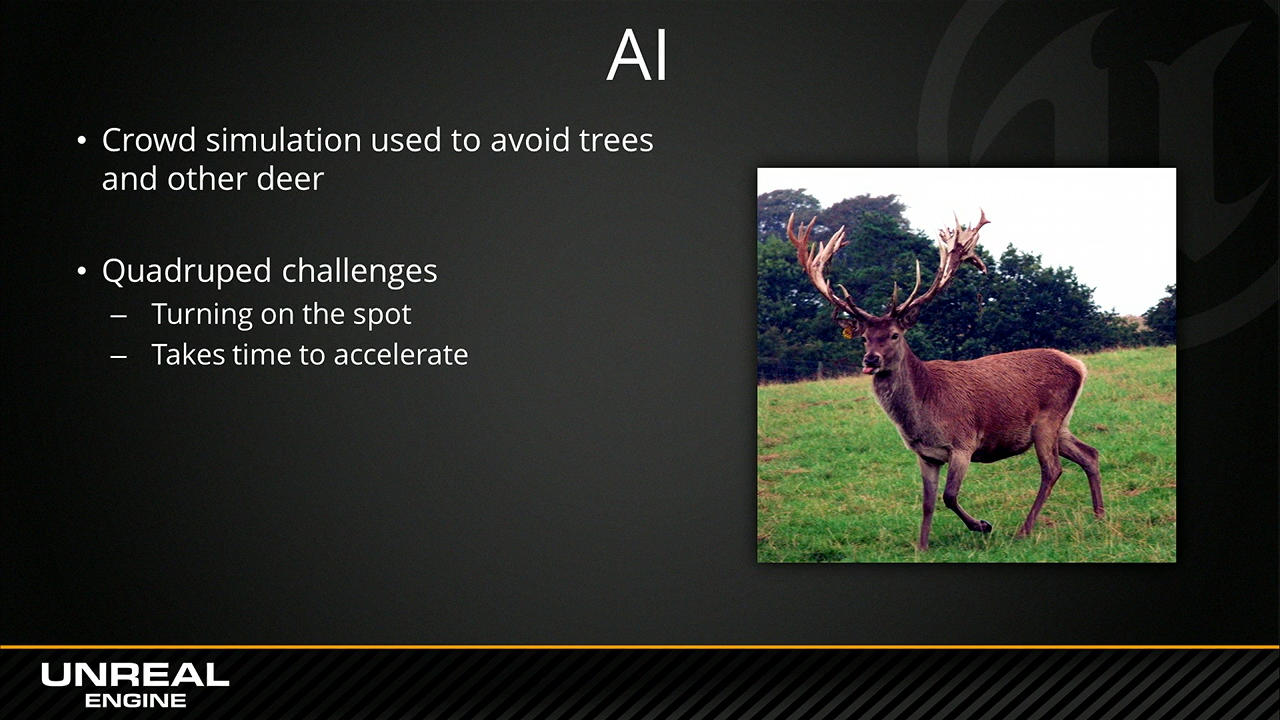 AI
• Crowd simulation used to avoid trees
and other deer
• Quadruped challenges
– Turning on the spot
– Takes time to accelerate
UNREAL
ENGINE